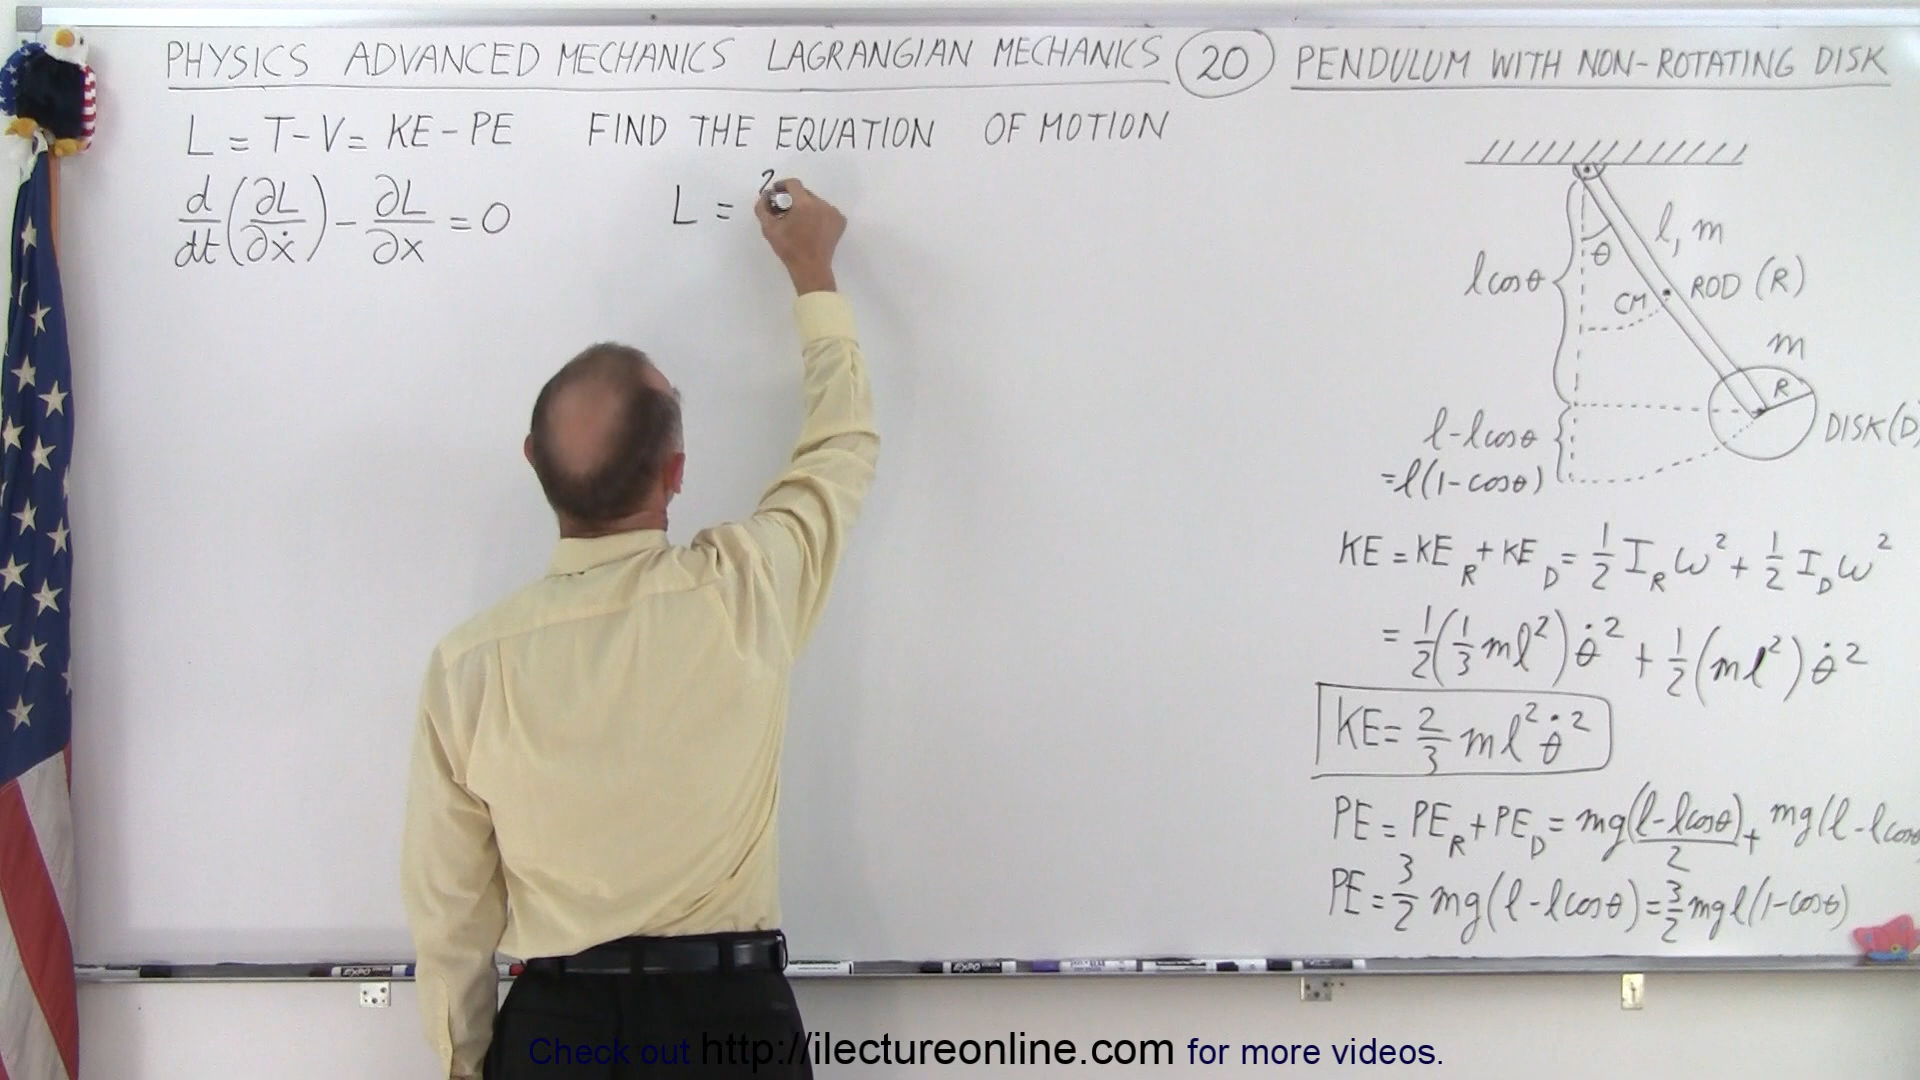 PHYSICS ADVANCED MECHANICS LAGRANGIAN MECHANICS 20 PENDULUM WITH NON-ROTATING DISK
L = T-V = KE - PE FIND THE EQUATION OF MOTION
d/dt (∂L/∂ẋ) - ∂L/∂x = 0
L = 2
l, m
θ
lcosθ
CM
ROD (R)
m
R
DISK (D)
l-lcosθ
=l(1-cosθ)
KE = KE_R + KE_D = 1/2 I_R ω² + 1/2 I_D ω²
= 1/2 (1/3 ml²) θ̇² + 1/2 (ml²) θ̇²
KE = 2/3 ml² θ̇²
PE = PE_R + PE_D = mg (l-lcosθ)/2 + mg(l-lcosθ
PE = 3/2 mg(l-lcosθ) = 3/2 mgl(1-cosθ)
EXPO EXPO
Check out http://ilectureonline.com for more videos.